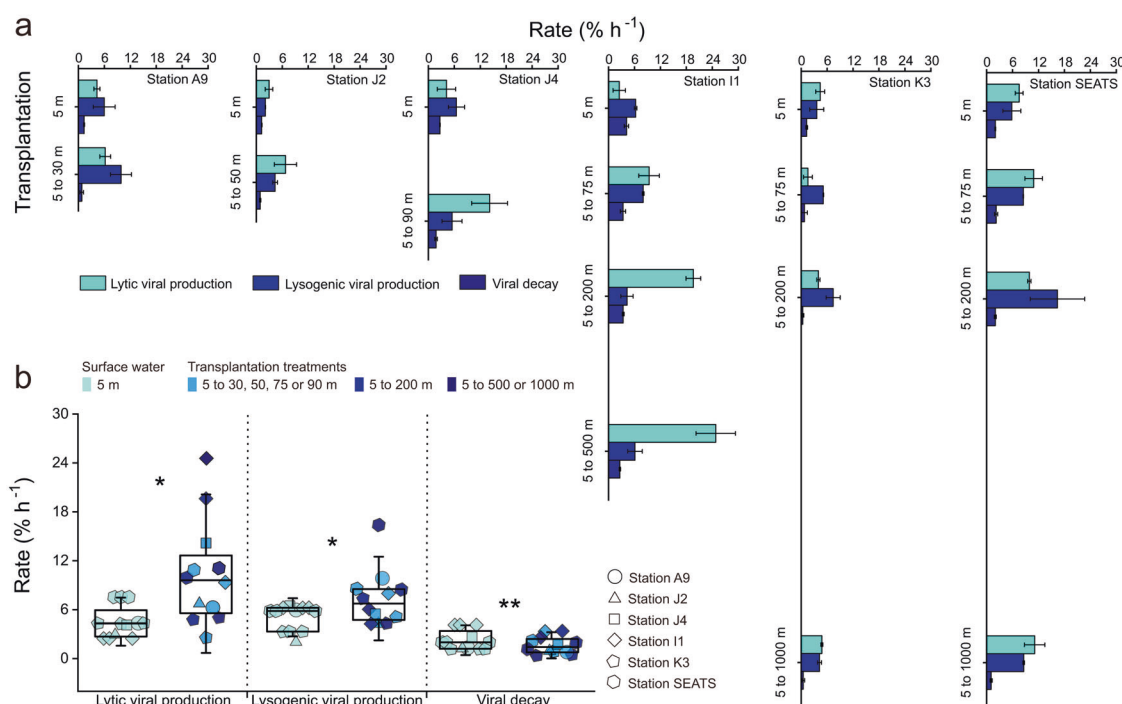 a
Rate (% h⁻¹)
0 6 12 18 24 30
Station A9
0 6 12 18 24 30
Station J2
0 6 12 18 24 30
Station J4
0 6 12 18 24 30
Station I1
0 6 12 18 24 30
Station K3
0 6 12 18 24 30
Station SEATS
Transplantation
5 m
5 to 30 m
5 m
5 to 50 m
5 m
5 to 90 m
5 m
5 to 75 m
5 to 200 m
5 to 500 m
5 m
5 to 75 m
5 to 200 m
5 to 1000 m
5 m
5 to 75 m
5 to 200 m
5 to 1000 m
Lytic viral production
Lysogenic viral production
Viral decay
b
Surface water
5 m
Transplantation treatments
5 to 30, 50, 75 or 90 m
5 to 200 m
5 to 500 or 1000 m
Rate (% h⁻¹)
30
24
18
12
6
0
*
*
**
Lytic viral production
Lysogenic viral production
Viral decay
Station A9
Station J2
Station J4
Station I1
Station K3
Station SEATS